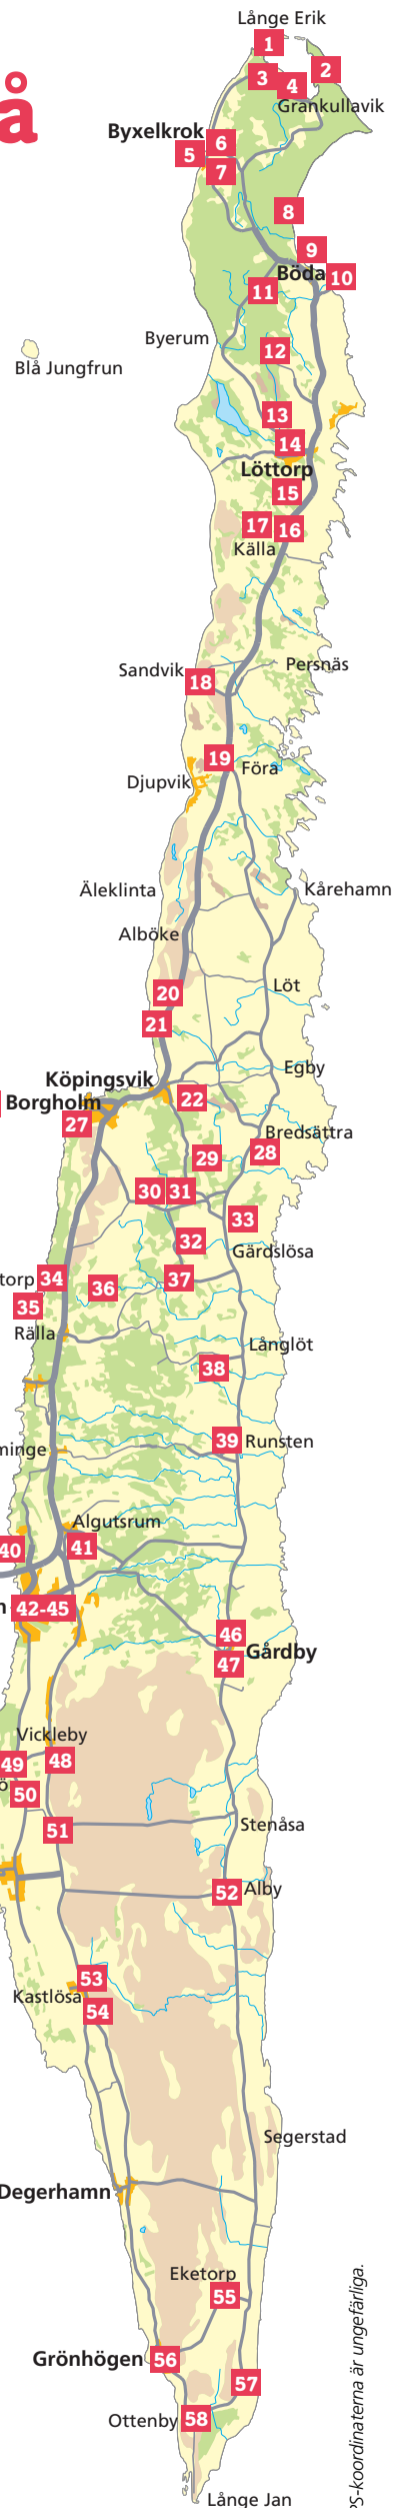 Långe Erik
1
2
3
4
Grankullavik
å
Byxelkrok
6
5
7
8
9
Böda
10
11
Byerum
12
Blå Jungfrun
13
14
Löttorp
15
17
16
Källa
Persnäs
Sandvik
18
19
Föra
Djupvik
Äleklinta
Kårehamn
Alböke
Löt
20
21
Egby
Köpingsvik
22
Borgholm
27
Bredsättra
28
29
30
31
33
32
Gärdslösa
torp
34
37
36
35
Rälla
Långlöt
38
39
Runsten
minge
Algutsrum
40
41
n
42-45
46
Gårdby
47
Vickleby
49
48
ö
50
Stenåsa
51
52
Alby
53
Kastlösa
54
Segerstad
Degerhamn
Eketorp
55
Grönhögen
56
57
Ottenby
58
Långe Jan
PS-koordinaterna är ungefärliga.